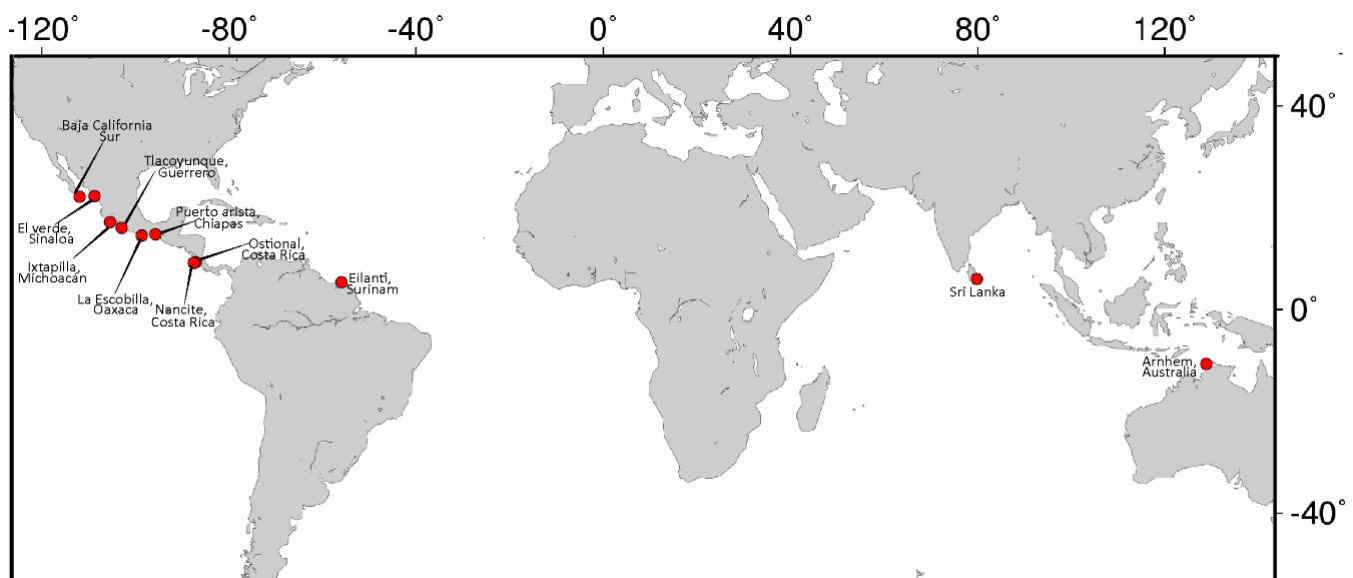 -120° -80° -40° 0° 40° 80° 120°
40°
Baja California
Sur
Tlacoyunque,
Guerrero
Puerto arista,
Chiapas
El verde,
Sinaloa
Ostional,
Costa Rica
Ixtapilla,
Michoacán
Eilanti,
Surinam
La Escobilla,
Oaxaca
Nancite,
Costa Rica
Sri Lanka
0°
Arnhem,
Australia
-40°